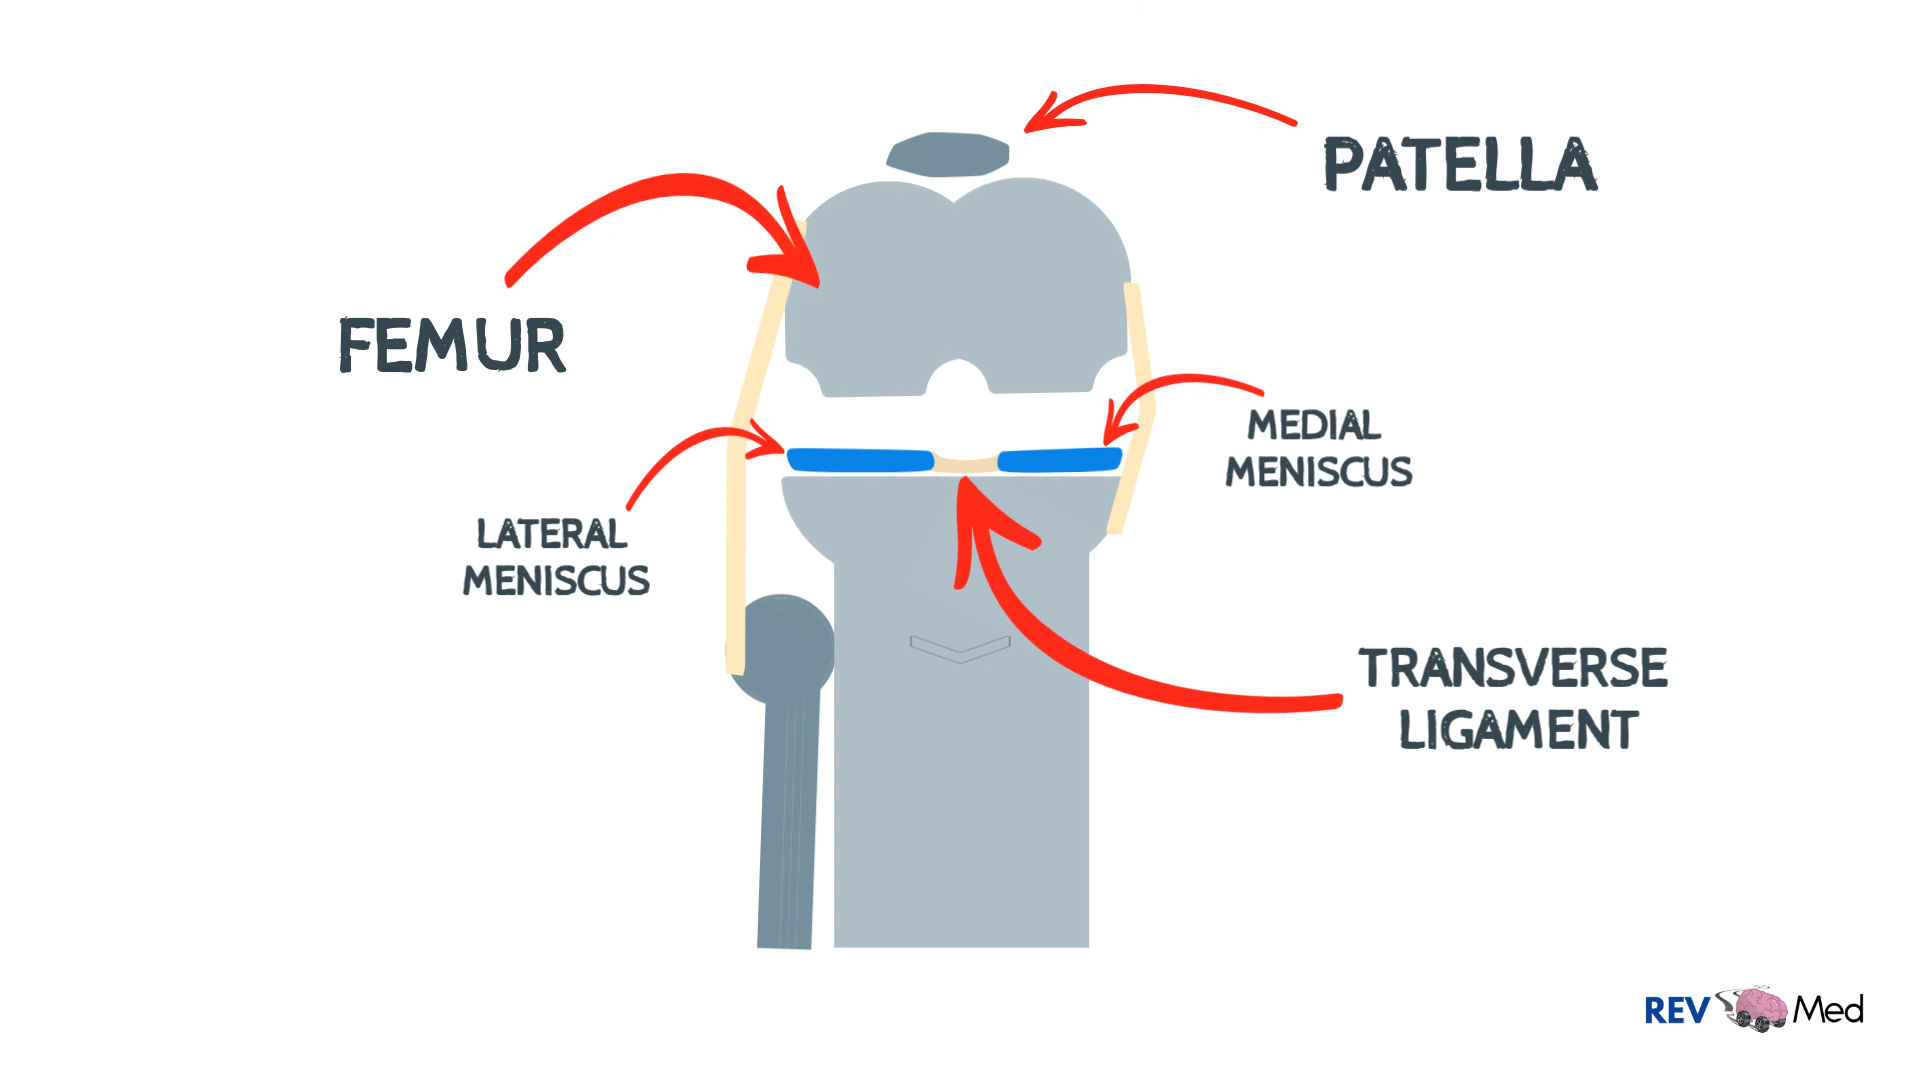 PATELLA
FEMUR
MEDIAL
MENISCUS
LATERAL
MENISCUS
TRANSVERSE
LIGAMENT
REV Med